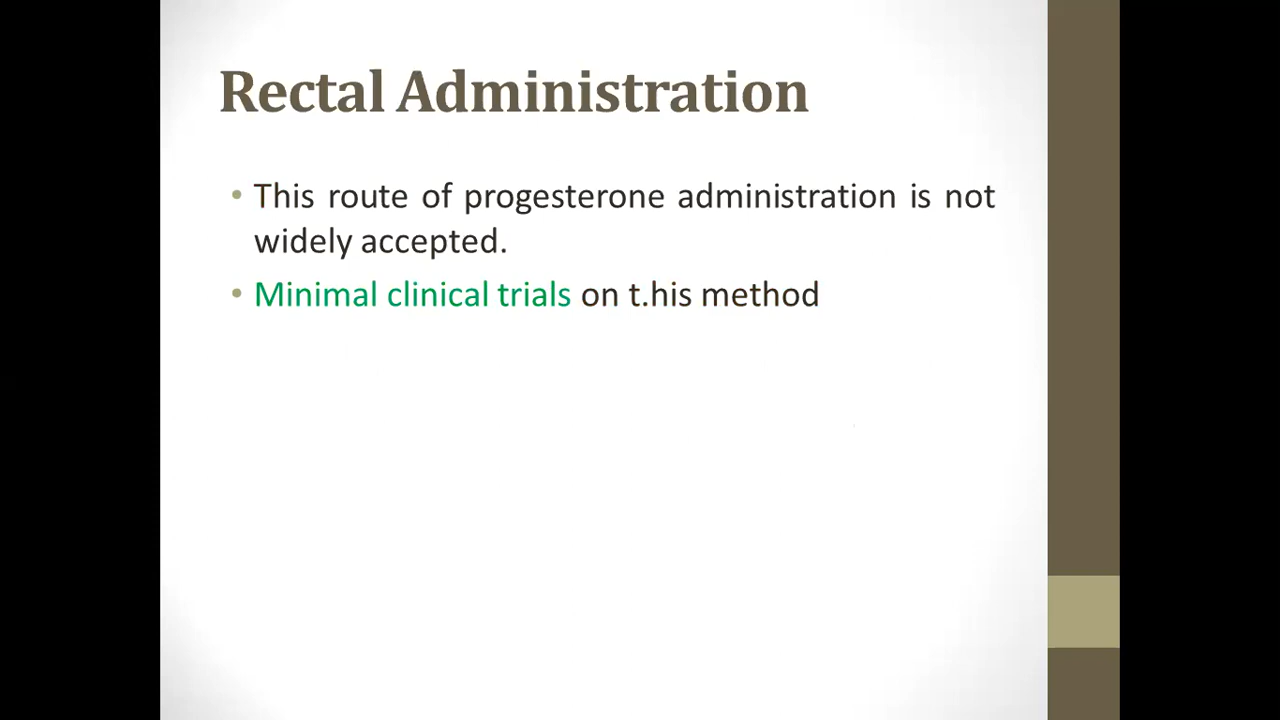 Rectal Administration
• This route of progesterone administration is not
widely accepted.
• Minimal clinical trials on t.his method